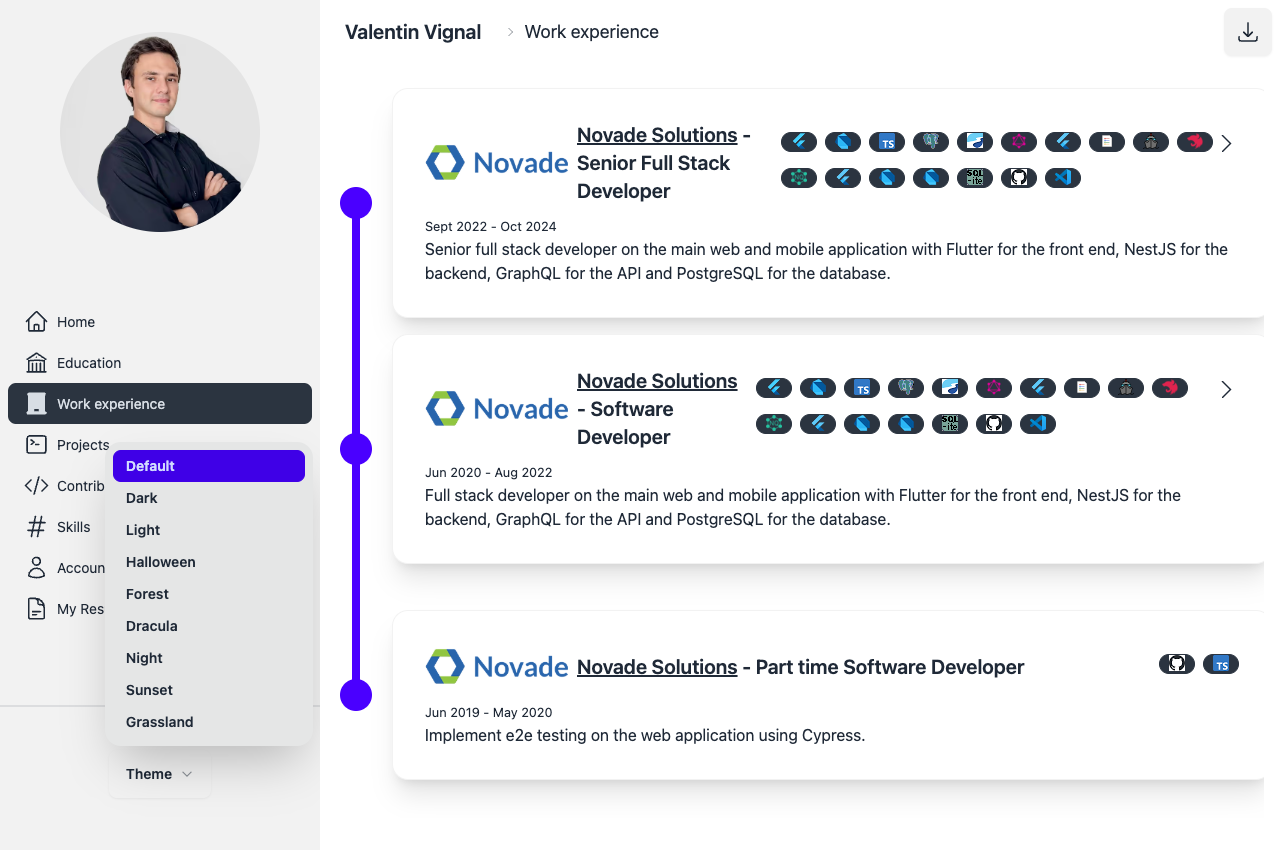 Valentin Vignal
Work experience
Home
Education
Work experience
Projects
Contrib
Skills
Accoun
My Res
Default
Dark
Light
Halloween
Forest
Dracula
Night
Sunset
Grassland
Theme
Novade
Novade Solutions -
Senior Full Stack
Developer
TS
SQL
-ite
Sept 2022 - Oct 2024
Senior full stack developer on the main web and mobile application with Flutter for the front end, NestJS for the
backend, GraphQL for the API and PostgreSQL for the database.
Novade
Novade Solutions
- Software
Developer
TS
SQL
-ite
Jun 2020 - Aug 2022
Full stack developer on the main web and mobile application with Flutter for the front end, NestJS for the
backend, GraphQL for the API and PostgreSQL for the database.
Novade
Novade Solutions - Part time Software Developer
TS
Jun 2019 - May 2020
Implement e2e testing on the web application using Cypress.